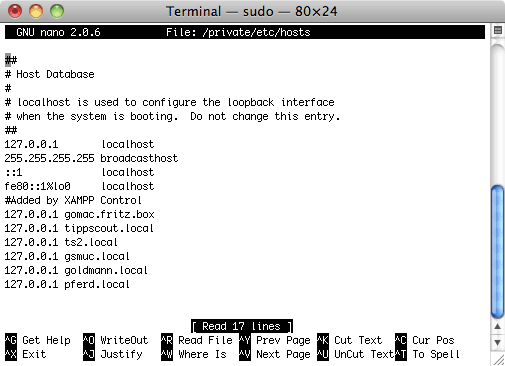 Terminal — sudo — 80×24
GNU nano 2.0.6 File: /private/etc/hosts
##
# Host Database
#
# localhost is used to configure the loopback interface
# when the system is booting.  Do not change this entry.
##
127.0.0.1 localhost
255.255.255.255 broadcasthost
::1 localhost
fe80::1%lo0 localhost
#Added by XAMPP Control
127.0.0.1 gomac.fritz.box
127.0.0.1 tippscout.local
127.0.0.1 ts2.local
127.0.0.1 gsmuc.local
127.0.0.1 goldmann.local
127.0.0.1 pferd.local
[ Read 17 lines ]
^G Get Help ^O WriteOut ^R Read File ^Y Prev Page ^K Cut Text ^C Cur Pos
^X Exit ^J Justify ^W Where Is ^V Next Page ^U UnCut Text ^T To Spell